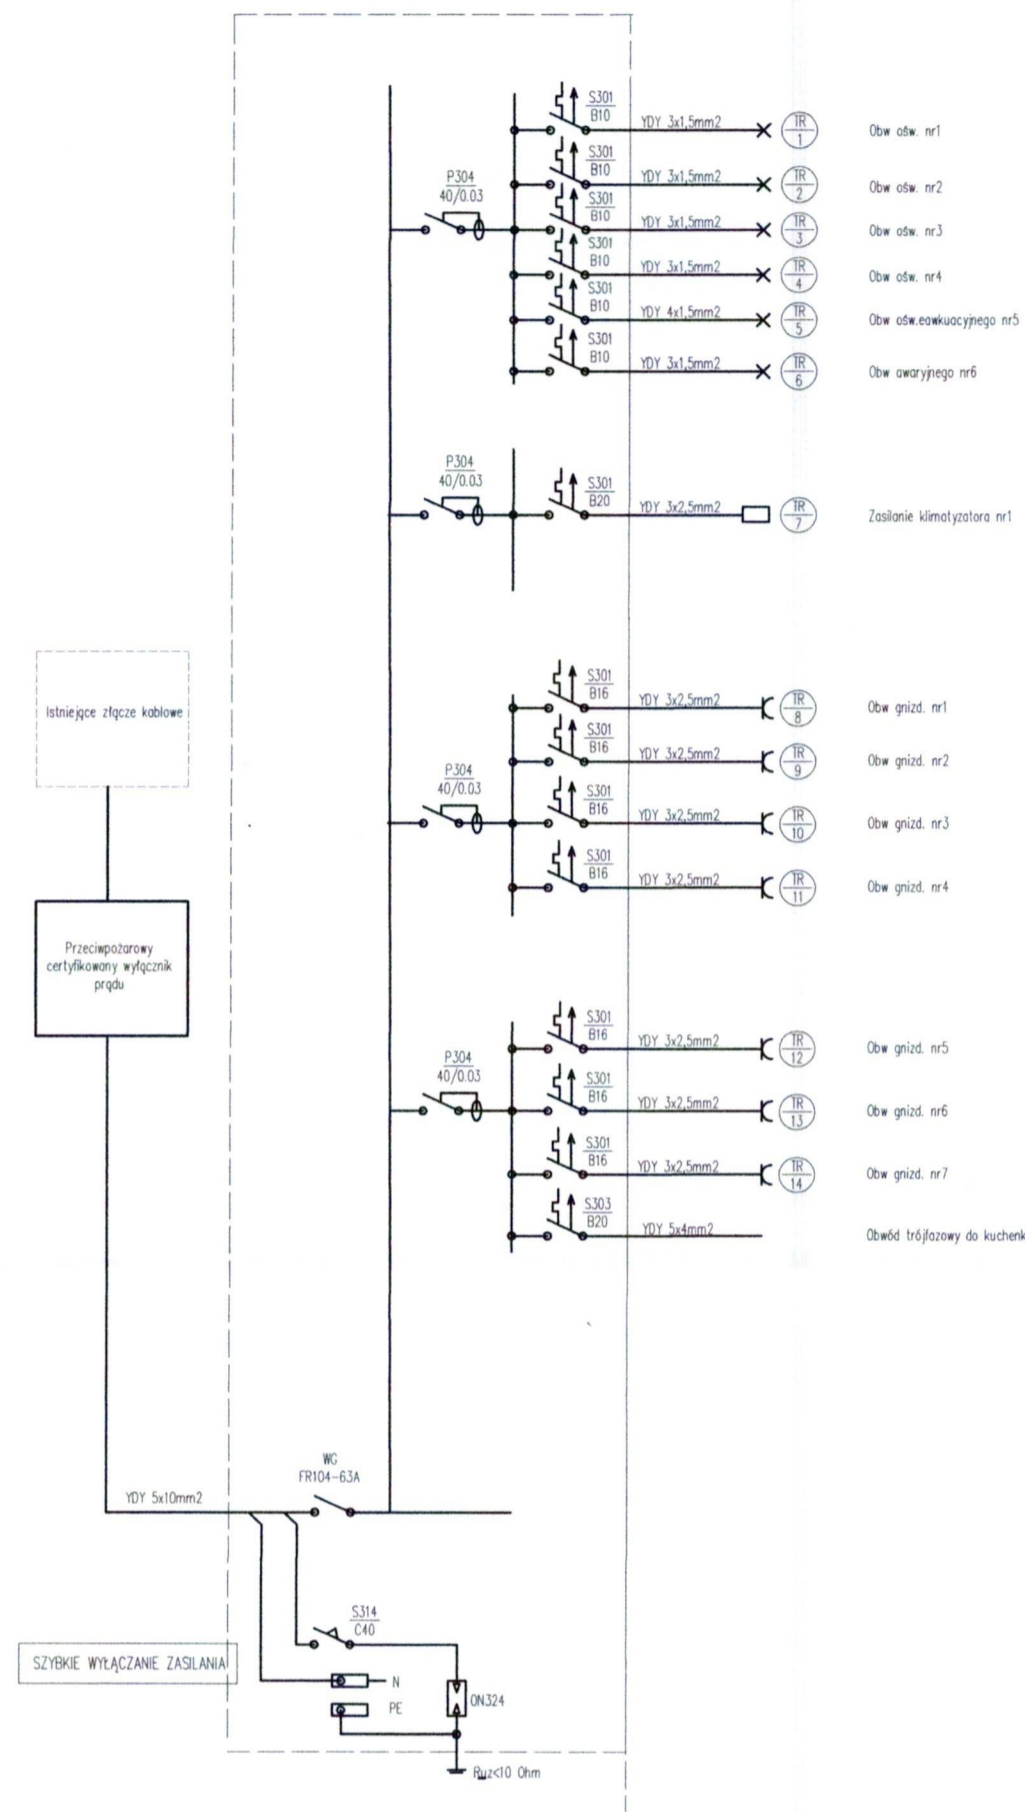 S301
B10
YDY 3x1,5mm2
TR
1
Obw ośw. nr1
S301
B10
YDY 3x1,5mm2
TR
2
Obw ośw. nr2
P304
40/0.03
S301
B10
YDY 3x1,5mm2
TR
3
Obw ośw. nr3
S301
B10
YDY 3x1,5mm2
TR
4
Obw ośw. nr4
S301
B10
YDY 4x1,5mm2
TR
5
Obw ośw.eawkuacyjnego nr5
S301
B10
YDY 3x1,5mm2
TR
6
Obw awaryjnego nr6
P304
40/0.03
S301
B20
YDY 3x2,5mm2
TR
7
Zasilanie klimatyzatora nr1
Istniejące złącze kablowe
S301
B16
YDY 3x2,5mm2
TR
8
Obw gnizd. nr1
S301
B16
YDY 3x2,5mm2
TR
9
Obw gnizd. nr2
P304
40/0.03
S301
B16
YDY 3x2,5mm2
TR
10
Obw gnizd. nr3
S301
B16
YDY 3x2,5mm2
TR
11
Obw gnizd. nr4
Przeciwpożarowy
certyfikowany wyłącznik
prądu
S301
B16
YDY 3x2,5mm2
TR
12
Obw gnizd. nr5
P304
40/0.03
S301
B16
YDY 3x2,5mm2
TR
13
Obw gnizd. nr6
S301
B16
YDY 3x2,5mm2
TR
14
Obw gnizd. nr7
S303
B20
YDY 5x4mm2
Obwód trójfazowy do kuchenk
WG
FR104-63A
YDY 5x10mm2
S314
C40
SZYBKIE WYŁĄCZANIE ZASILANIA
N
PE
ON324
Ruz<10 Ohm